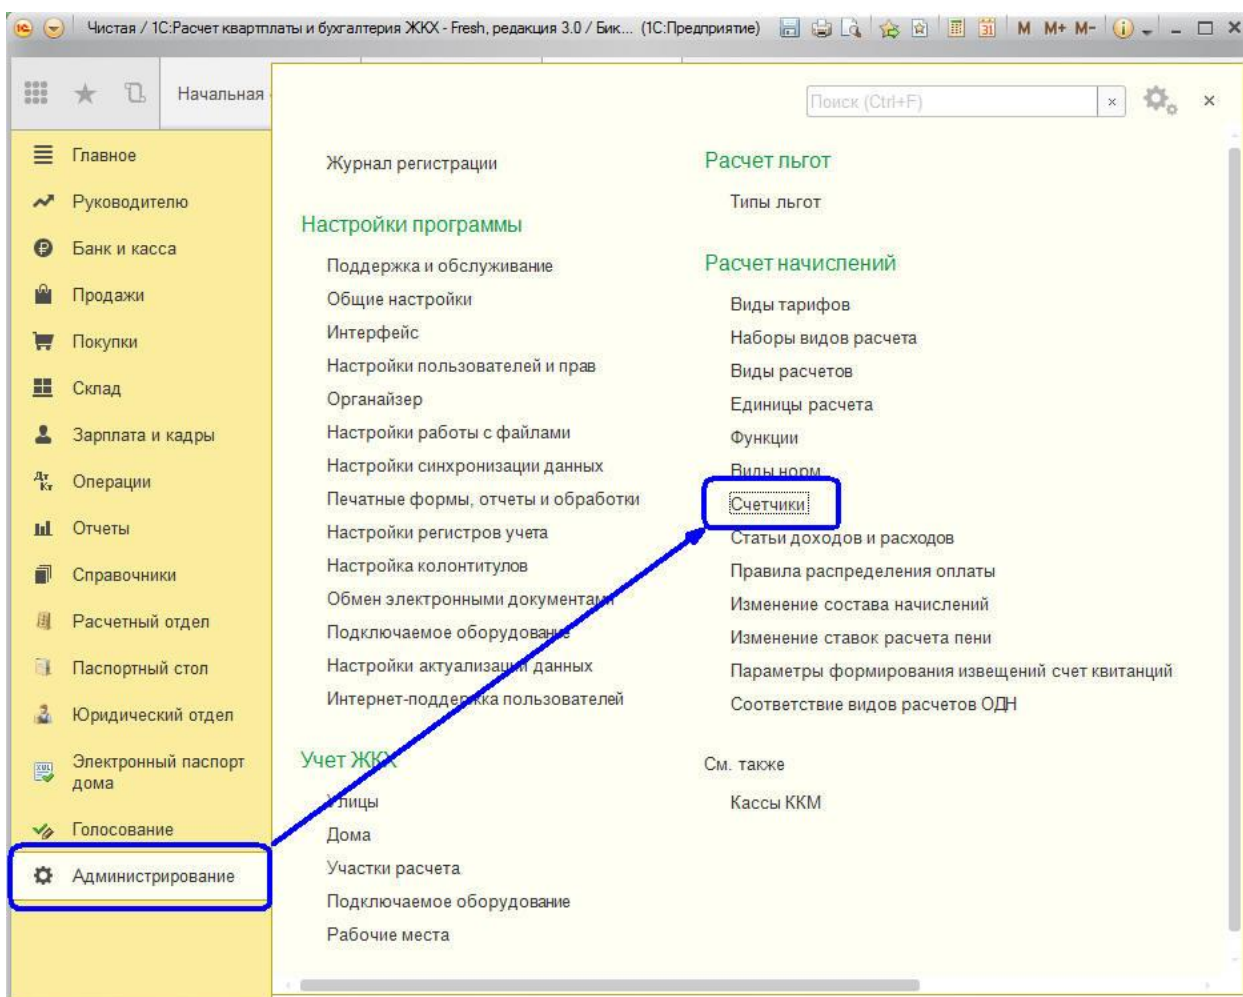 Чистая / 1С:Расчет квартплаты и бухгалтерия ЖКХ - Fresh, редакция 3.0 / Бик... (1С:Предприятие)
M M+ M-
Начальная
Поиск (Ctrl+F)
Главное
Руководителю
Банк и касса
Продажи
Покупки
Склад
Зарплата и кадры
Дт Кт Операции
Отчеты
Справочники
Расчетный отдел
Паспортный стол
Юридический отдел
Электронный паспорт
дома
Голосование
Администрирование
Журнал регистрации
Настройки программы
Поддержка и обслуживание
Общие настройки
Интерфейс
Настройки пользователей и прав
Органайзер
Настройки работы с файлами
Настройки синхронизации данных
Печатные формы, отчеты и обработки
Настройки регистров учета
Настройка колонтитулов
Обмен электронными документами
Подключаемое оборудование
Настройки актуализации данных
Интернет-поддержка пользователей
Учет ЖКХ
Улицы
Дома
Участки расчета
Подключаемое оборудование
Рабочие места
Расчет льгот
Типы льгот
Расчет начислений
Виды тарифов
Наборы видов расчета
Виды расчетов
Единицы расчета
Функции
Виды норм
Счетчики
Статьи доходов и расходов
Правила распределения оплаты
Изменение состава начислений
Изменение ставок расчета пени
Параметры формирования извещений счет квитанций
Соответствие видов расчетов ОДН
См. также
Кассы ККМ